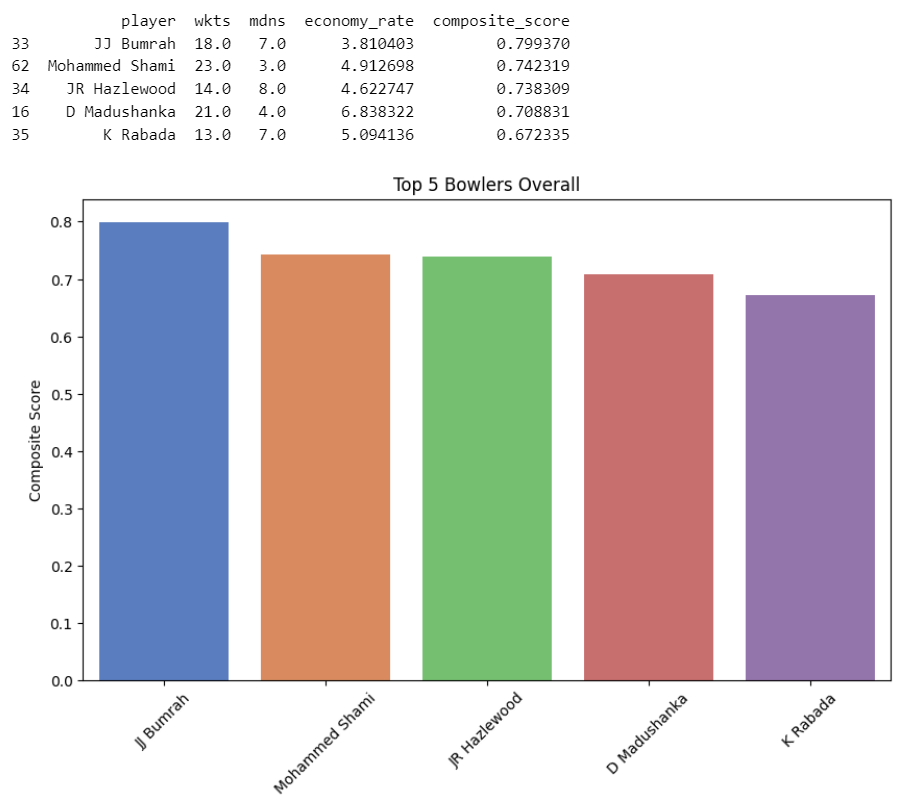 player wkts mdns economy_rate composite_score
33 JJ Bumrah 18.0 7.0 3.810403 0.799370
62 Mohammed Shami 23.0 3.0 4.912698 0.742319
34 JR Hazlewood 14.0 8.0 4.622747 0.738309
16 D Madushanka 21.0 4.0 6.838322 0.708831
35 K Rabada 13.0 7.0 5.094136 0.672335
Top 5 Bowlers Overall
Composite Score
0.8
0.7
0.6
0.5
0.4
0.3
0.2
0.1
0.0
JJ Bumrah
Mohammed Shami
JR Hazlewood
D Madushanka
K Rabada